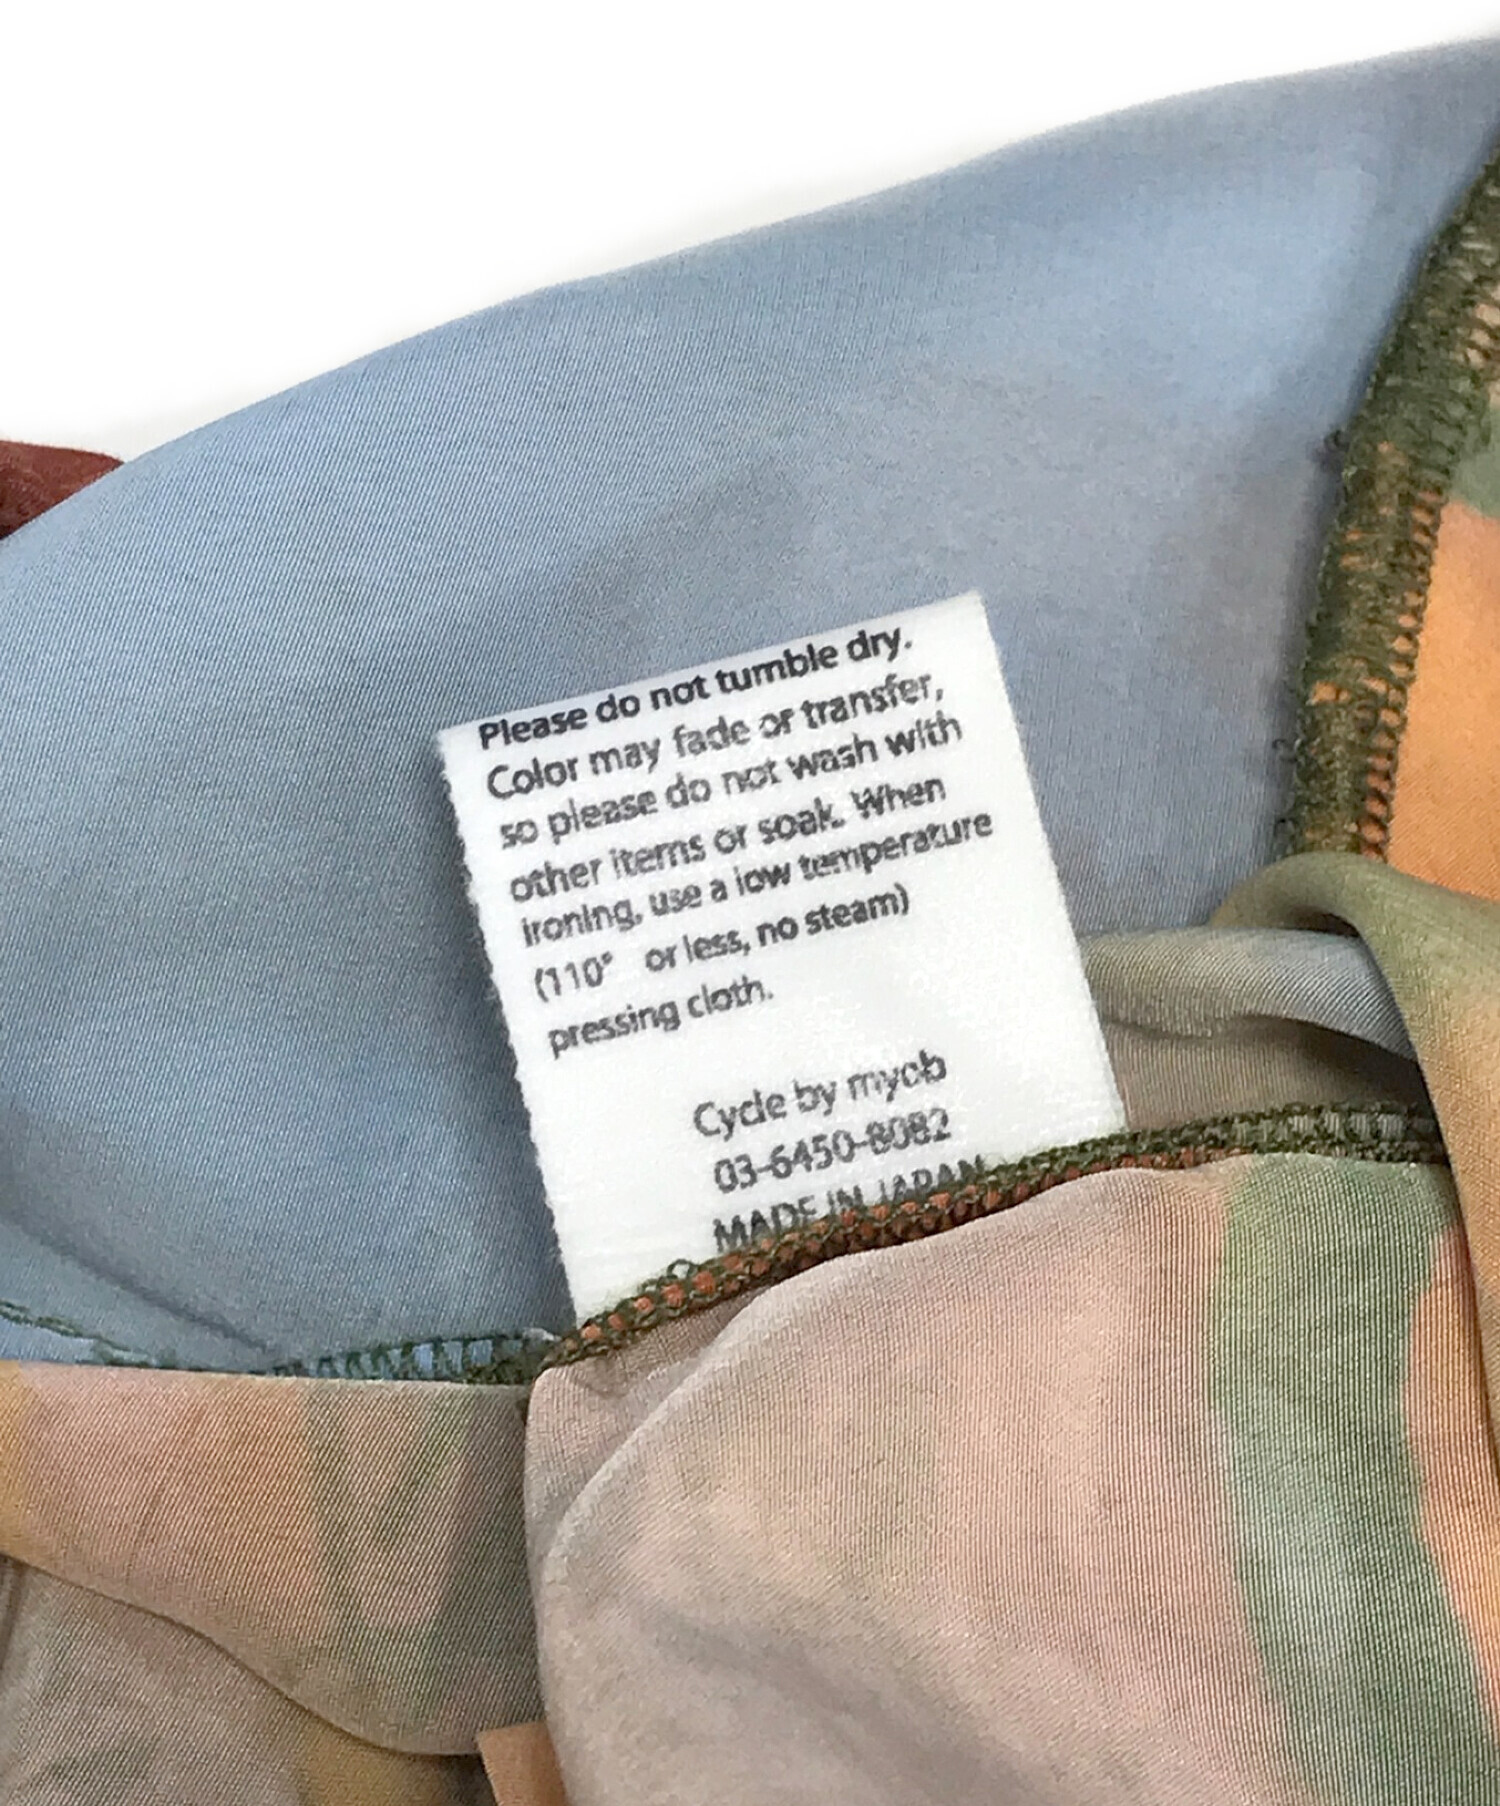 Please do not tumble dry.
Color may fade or transfer,
so please do not wash with
other items or soak. When
ironing, use a low temperature
(110° or less, no steam)
pressing cloth.
Cycle by myob
03-6450-8082
MADE IN JAPAN